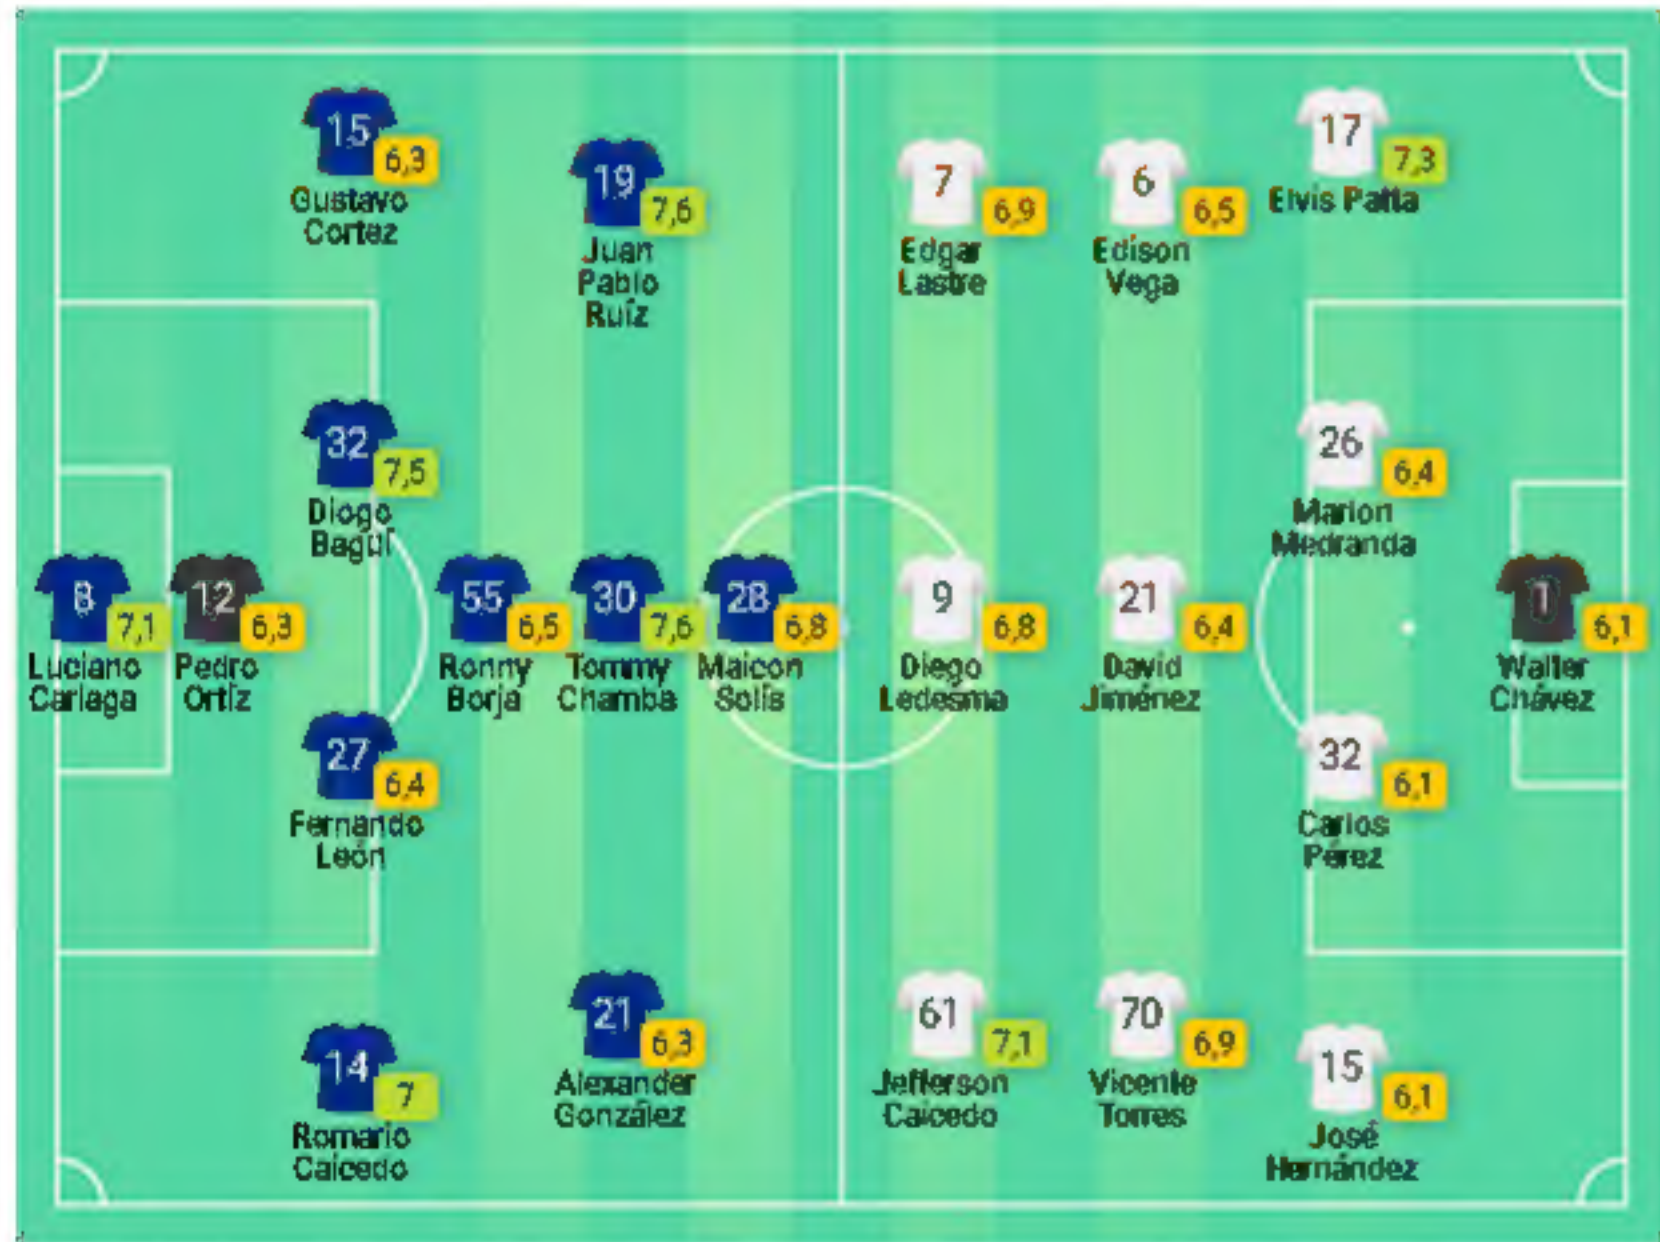 15
6,3
Gustavo
Cortez
19
7,6
Juan
Pablo
Ruíz
7
6,9
Edgar
Lastre
6
6,5
Edison
Vega
17
7,3
Elvis Patta
32
7,5
Diogo
Bagüí
26
6,4
Marlon
Medranda
8
7,1
Luciano
Cariaga
12
6,3
Pedro
Ortíz
55
6,5
Ronny
Borja
30
7,6
Tommy
Chamba
28
6,8
Maicon
Solís
9
6,8
Diego
Ledesma
21
6,4
David
Jiménez
1
6,1
Walter
Chávez
27
6,4
Fernando
León
32
6,1
Carlos
Pérez
14
7
Romario
Caicedo
21
6,3
Alexander
González
61
7,1
Jefferson
Caicedo
70
6,9
Vicente
Torres
15
6,1
José
Hernández